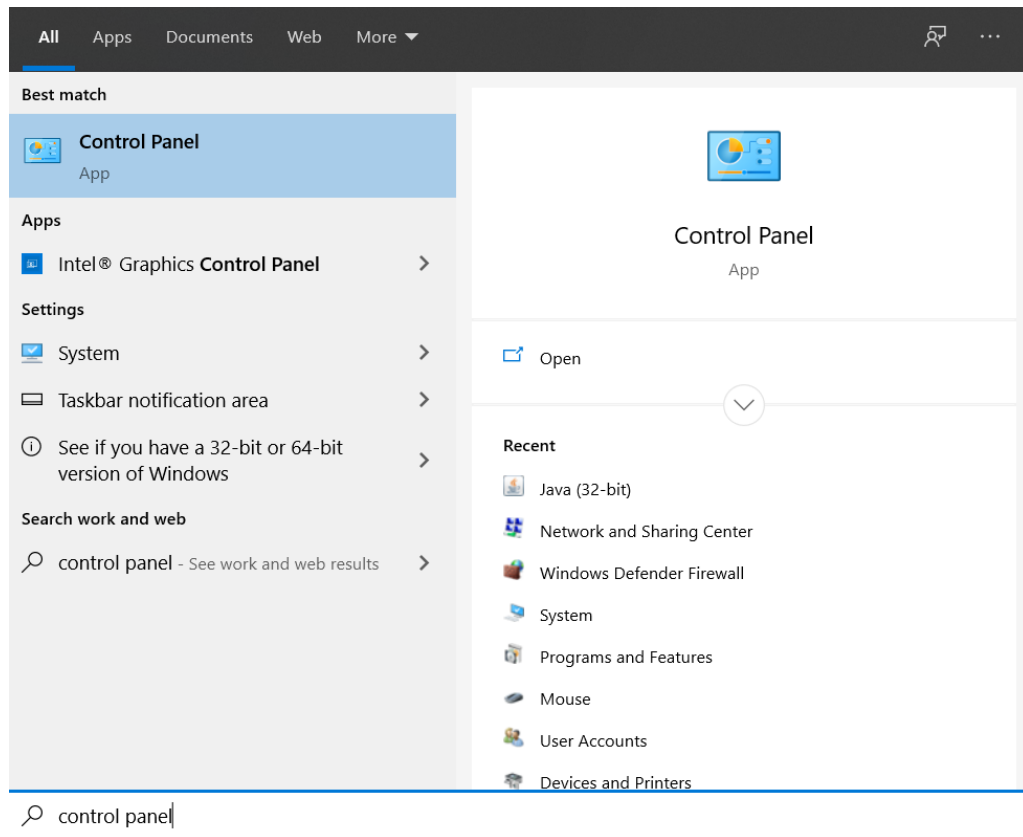 All Apps Documents Web More
Best match
Control Panel
App
Apps
Intel® Graphics Control Panel
Settings
System
Taskbar notification area
See if you have a 32-bit or 64-bit
version of Windows
Search work and web
control panel - See work and web results
Control Panel
App
Open
Recent
Java (32-bit)
Network and Sharing Center
Windows Defender Firewall
System
Programs and Features
Mouse
User Accounts
Devices and Printers
control panel